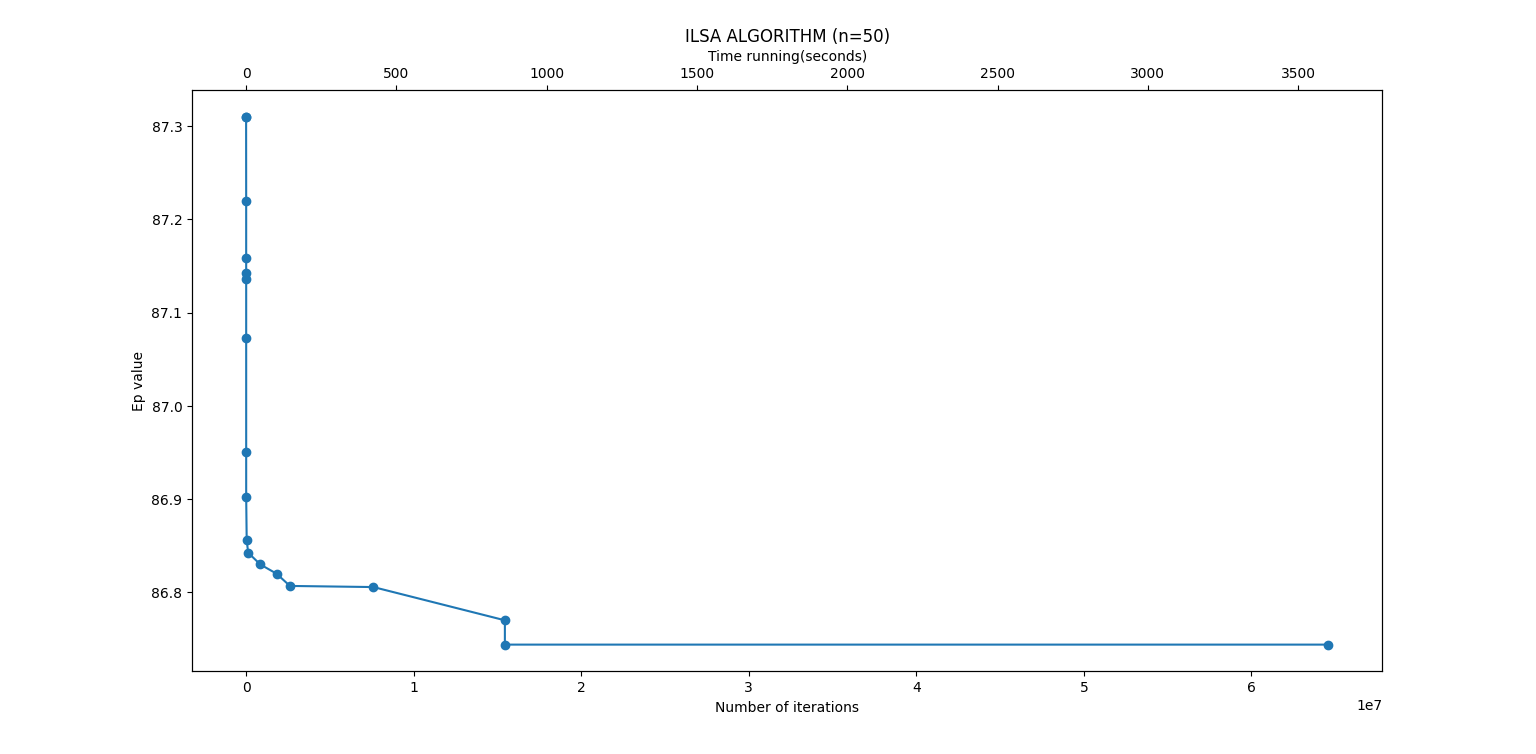 ILSA ALGORITHM (n=50)
Time running(seconds)
0 500 1000 1500 2000 2500 3000 3500
87.3
87.2
87.1
87.0
86.9
86.8
Ep value
0 1 2 3 4 5 6
1e7
Number of iterations